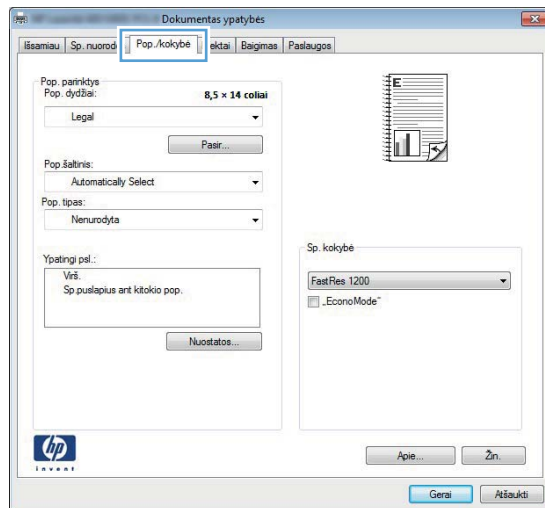 Dokumentas ypatybės
Išsamiau Sp. nuorod Pop./kokybė ektai Baigimas Paslaugos
Pop. parinktys
Pop. dydžiai: 8,5 × 14 coliai
Legal
Pasir...
Pop.šaltinis:
Automatically Select
Pop. tipas:
Nenurodyta
Ypatingi psl.:
Virš.
Sp.puslapius ant kitokio pop.
Nuostatos...
E
Sp. kokybė
FastRes 1200
„EconoMode"
hp
invent
Apie... Žin.
Gerai Atšaukti